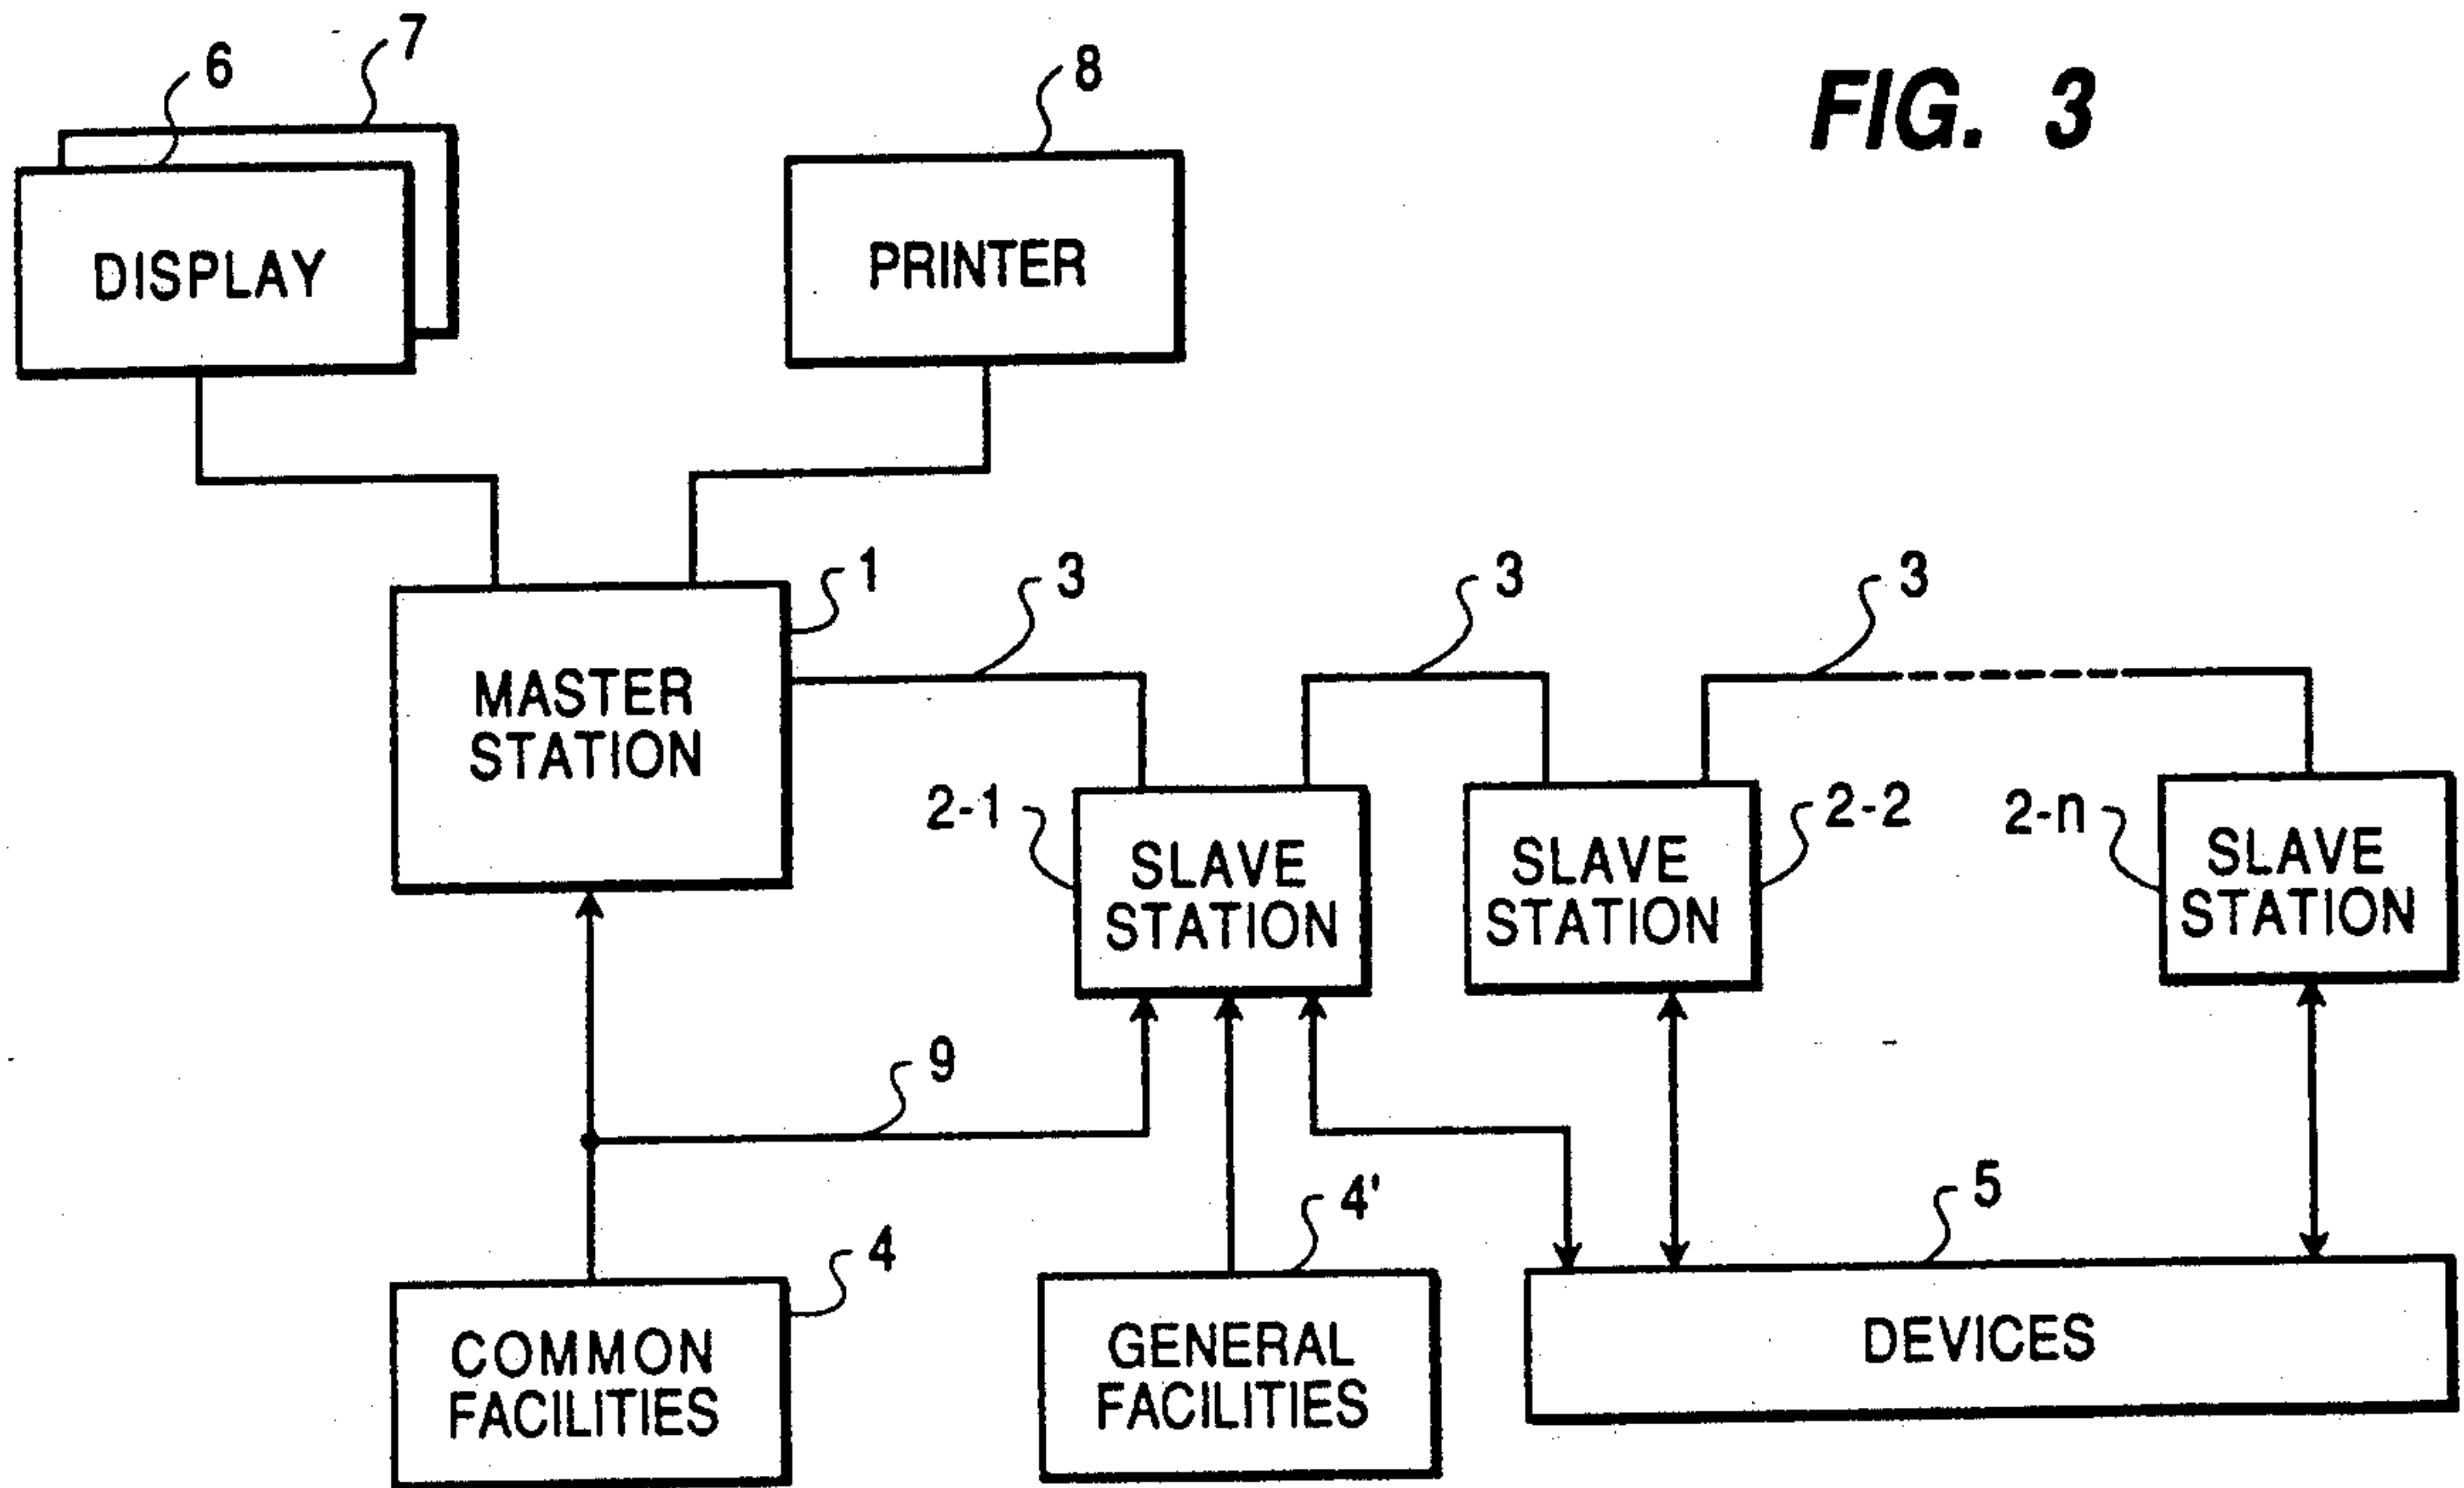 FIG. 3
6
7
8
DISPLAY
PRINTER
1
3
3
3
MASTER
STATION
2-1
SLAVE
STATION
SLAVE
STATION
2-2
2-n
SLAVE
STATION
9
4
4'
5
COMMON
FACILITIES
GENERAL
FACILITIES
DEVICES